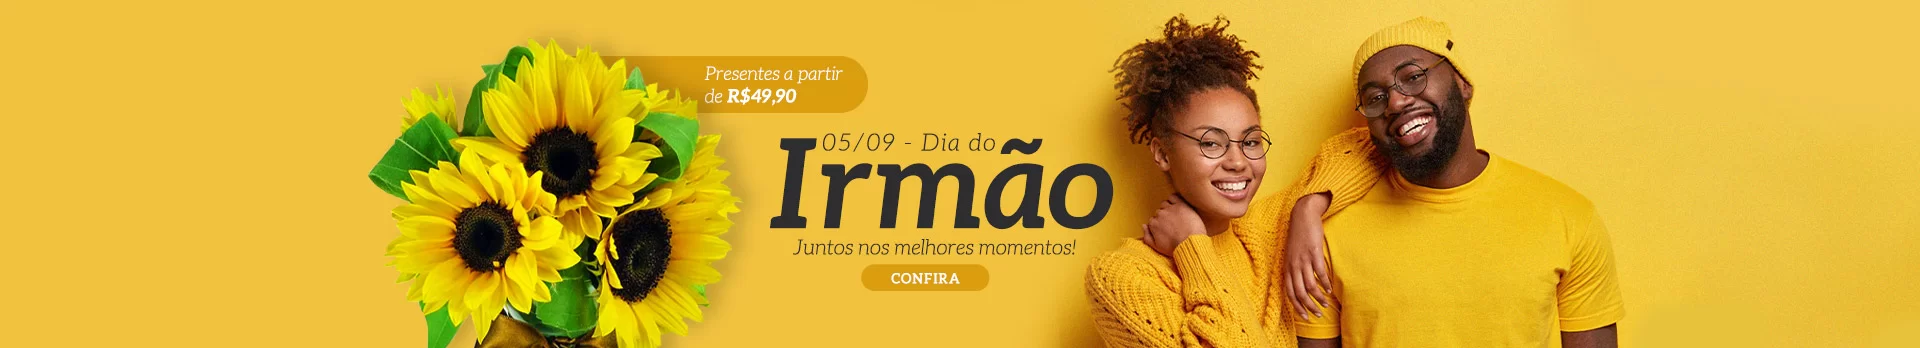 Presentes a partir
de R$49,90
05/09 - Dia do
Irmão
Juntos nos melhores momentos!
CONFIRA